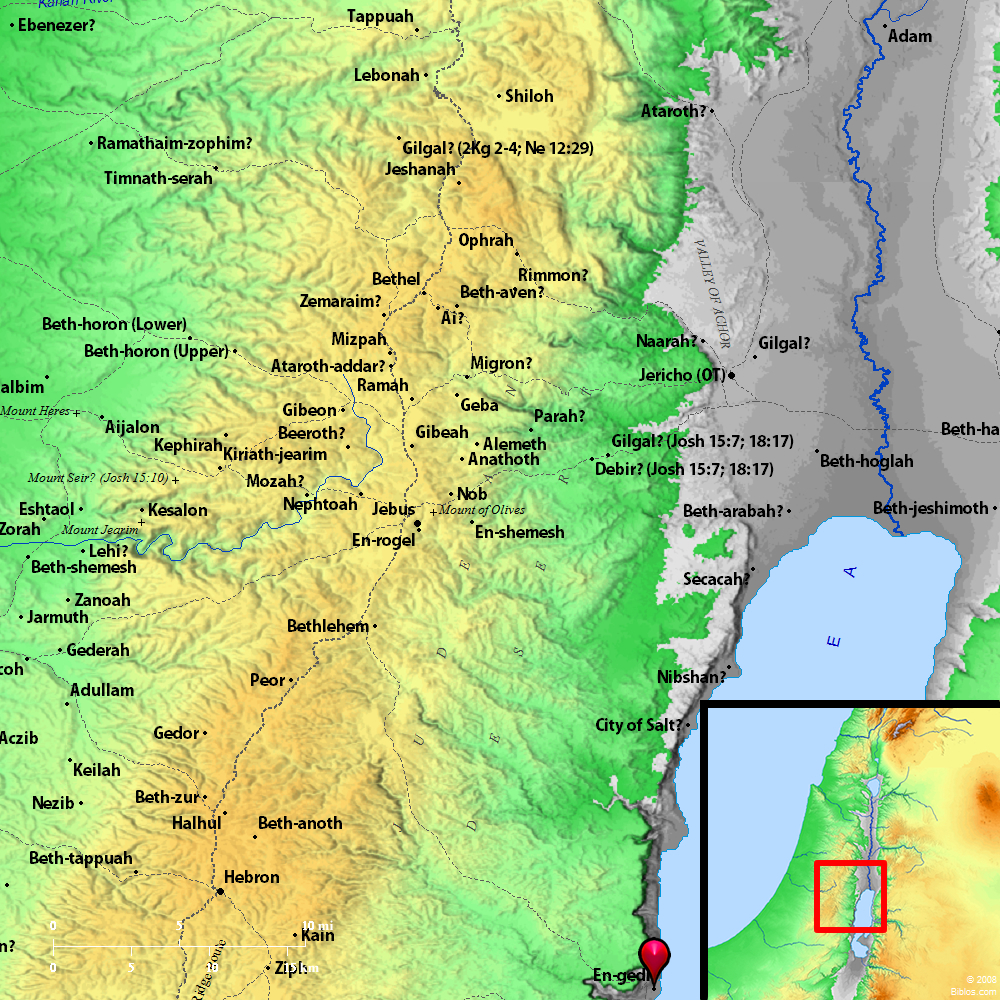 Kanah River
Ebenezer?
Tappuah
Adam
Lebonah
Shiloh
Ataroth?
Ramathaim-zophim?
Gilgal? (2Kg 2-4; Ne 12:29)
Jeshanah
Timnath-serah
Ophrah
VALLEY OF ACHOR
Rimmon?
Bethel
Beth-aven?
Zemaraim?
Ai?
Beth-horon (Lower)
Mizpah
Naarah?
Gilgal?
Beth-horon (Upper)
Ataroth-addar?
Migron?
Jericho (OT)
albim
Ramah
Mount Heres
Gibeon
Geba
Parah?
Aijalon
Beeroth?
Gibeah
Beth-ha
Kephirah
Alemeth
Gilgal? (Josh 15:7; 18:17)
Kiriath-jearim
Anathoth
Beth-hoglah
Debir? (Josh 15:7; 18:17)
Mount Seir? (Josh 15:10)
Mozah?
Nob
Nephtoah
Jebus
Mount of Olives
Beth-arabah?
Beth-jeshimoth
Eshtaol
Kesalon
Zorah
Mount Jearim
En-shemesh
En-rogel
Lehi?
Beth-shemesh
Secacah?
Zanoah
Jarmuth
Bethlehem
Gederah
coh
Nibshan?
Peor
Adullam
City of Salt?
Gedor
Aczib
Keilah
Nezib
Beth-zur
Halhul
Beth-anoth
Beth-tappuah
Hebron
JUDEAN
DESERT
E A
0 5 10 mi
Kain
n?
Ziph
0 5 10 15 km
Ridge Route
En-gedi
© 2008
Biblos.com